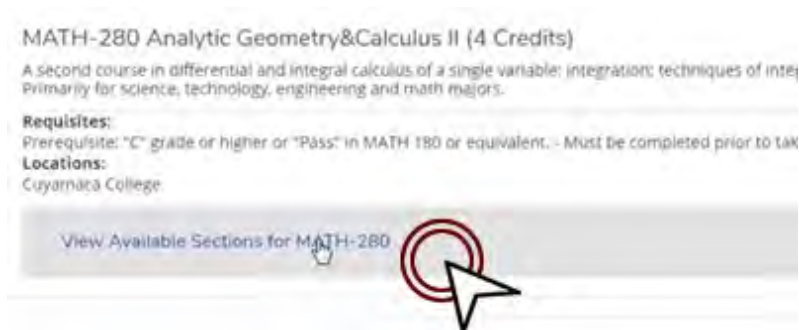 MATH-280 Analytic Geometry&Calculus II (4 Credits)
A second course in differential and integral calculus of a single variable: integration; techniques of inte
Primarily for science, technology, engineering and math majors.
Requisites:
Prerequisite: "C" grade or higher or "Pass" in MATH 180 or equivalent. - Must be completed prior to tak
Locations:
Cuyamaca College
View Available Sections for MATH-280